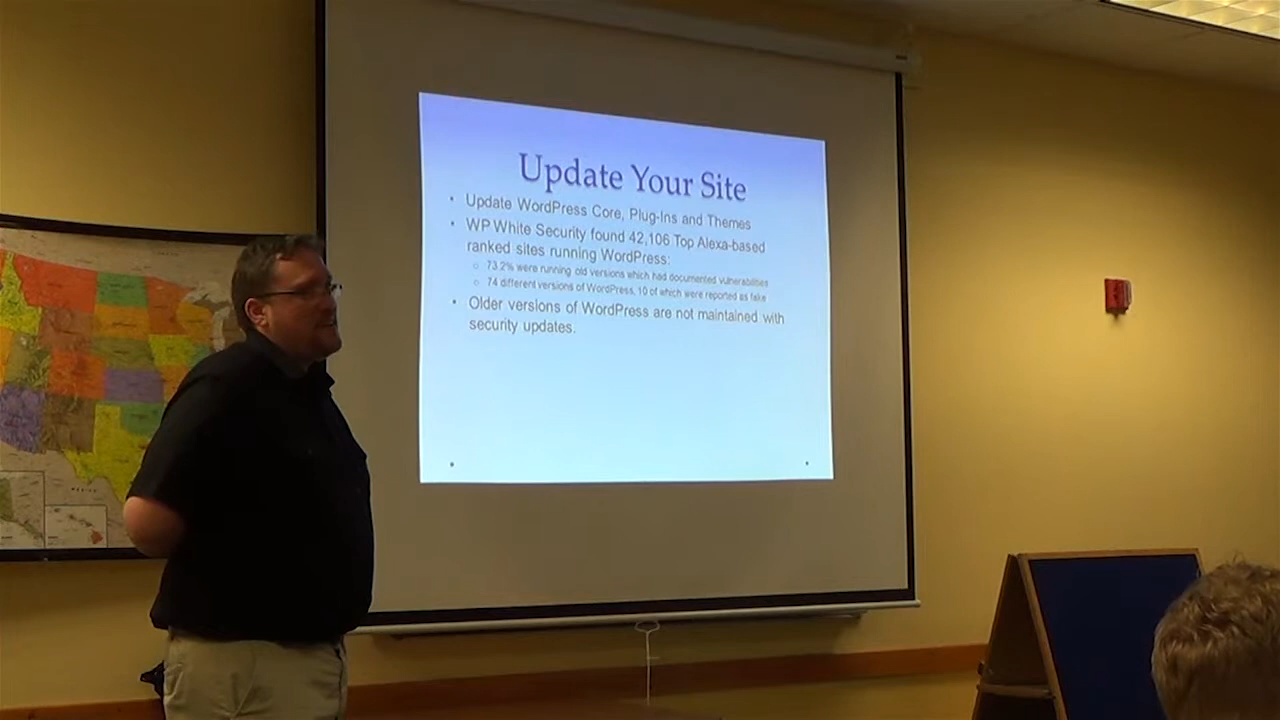 Update Your Site
• Update WordPress Core, Plug-Ins and Themes
• WP White Security found 42,106 Top Alexa-based
ranked sites running WordPress:
○ 73.2% were running old versions which had documented vulnerabilities
○ 74 different versions of WordPress, 10 of which were reported as fake
• Older versions of WordPress are not maintained with
security updates.